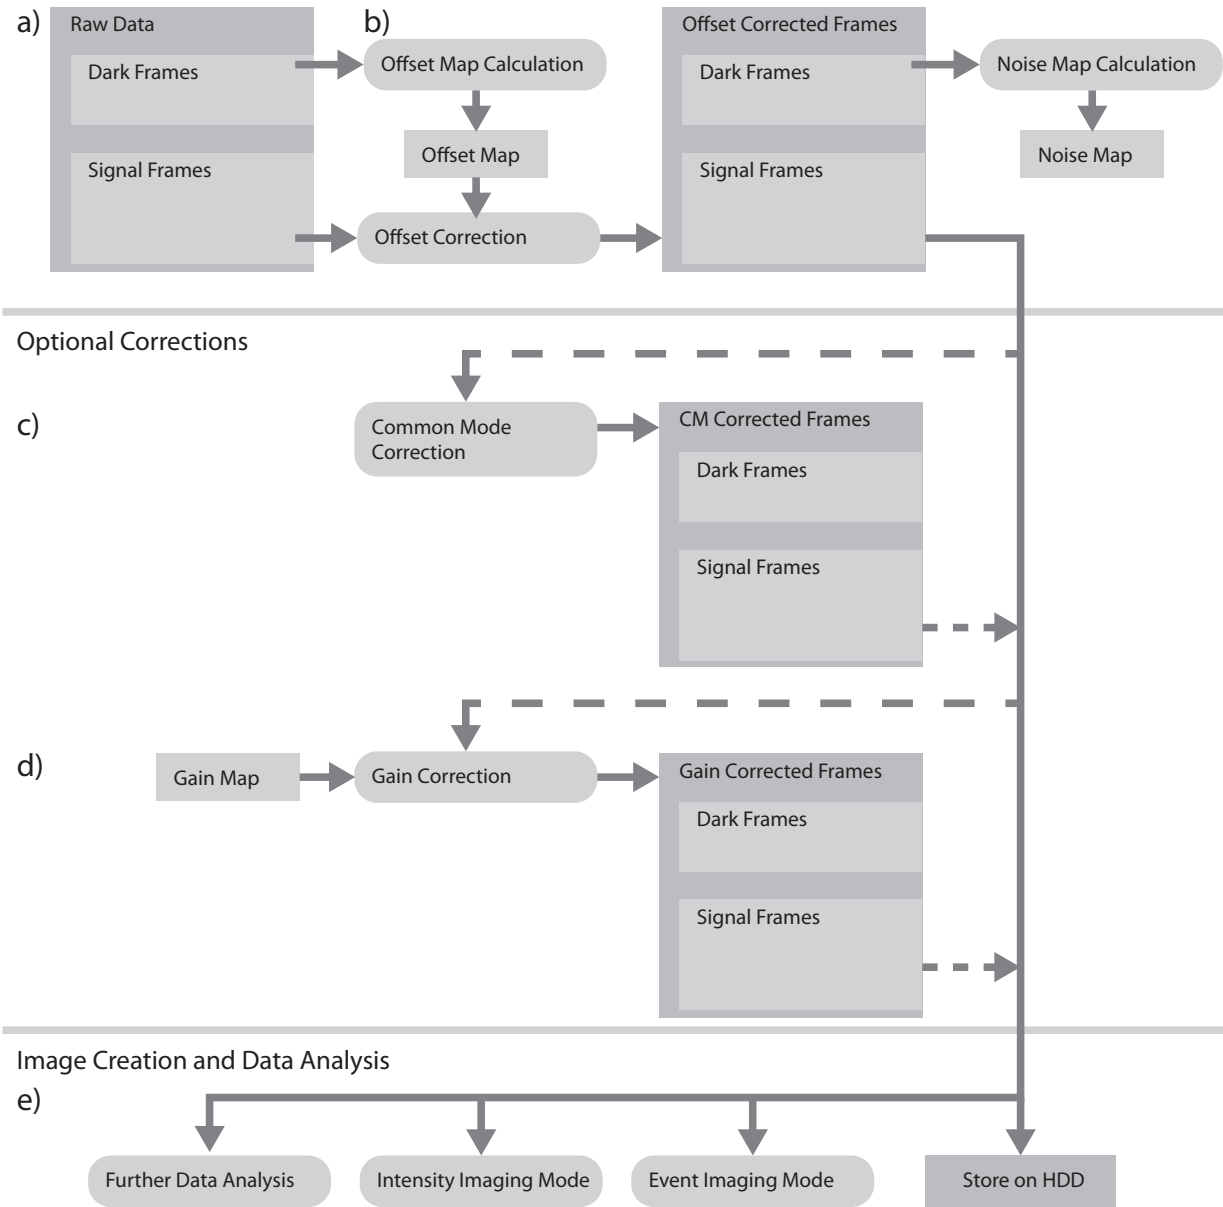 a)
Raw Data
Dark Frames
Signal Frames
b)
Offset Map Calculation
Offset Map
Offset Correction
Offset Corrected Frames
Dark Frames
Signal Frames
Noise Map Calculation
Noise Map
Optional Corrections
c)
Common Mode
Correction
CM Corrected Frames
Dark Frames
Signal Frames
d)
Gain Map
Gain Correction
Gain Corrected Frames
Dark Frames
Signal Frames
Image Creation and Data Analysis
e)
Further Data Analysis
Intensity Imaging Mode
Event Imaging Mode
Store on HDD